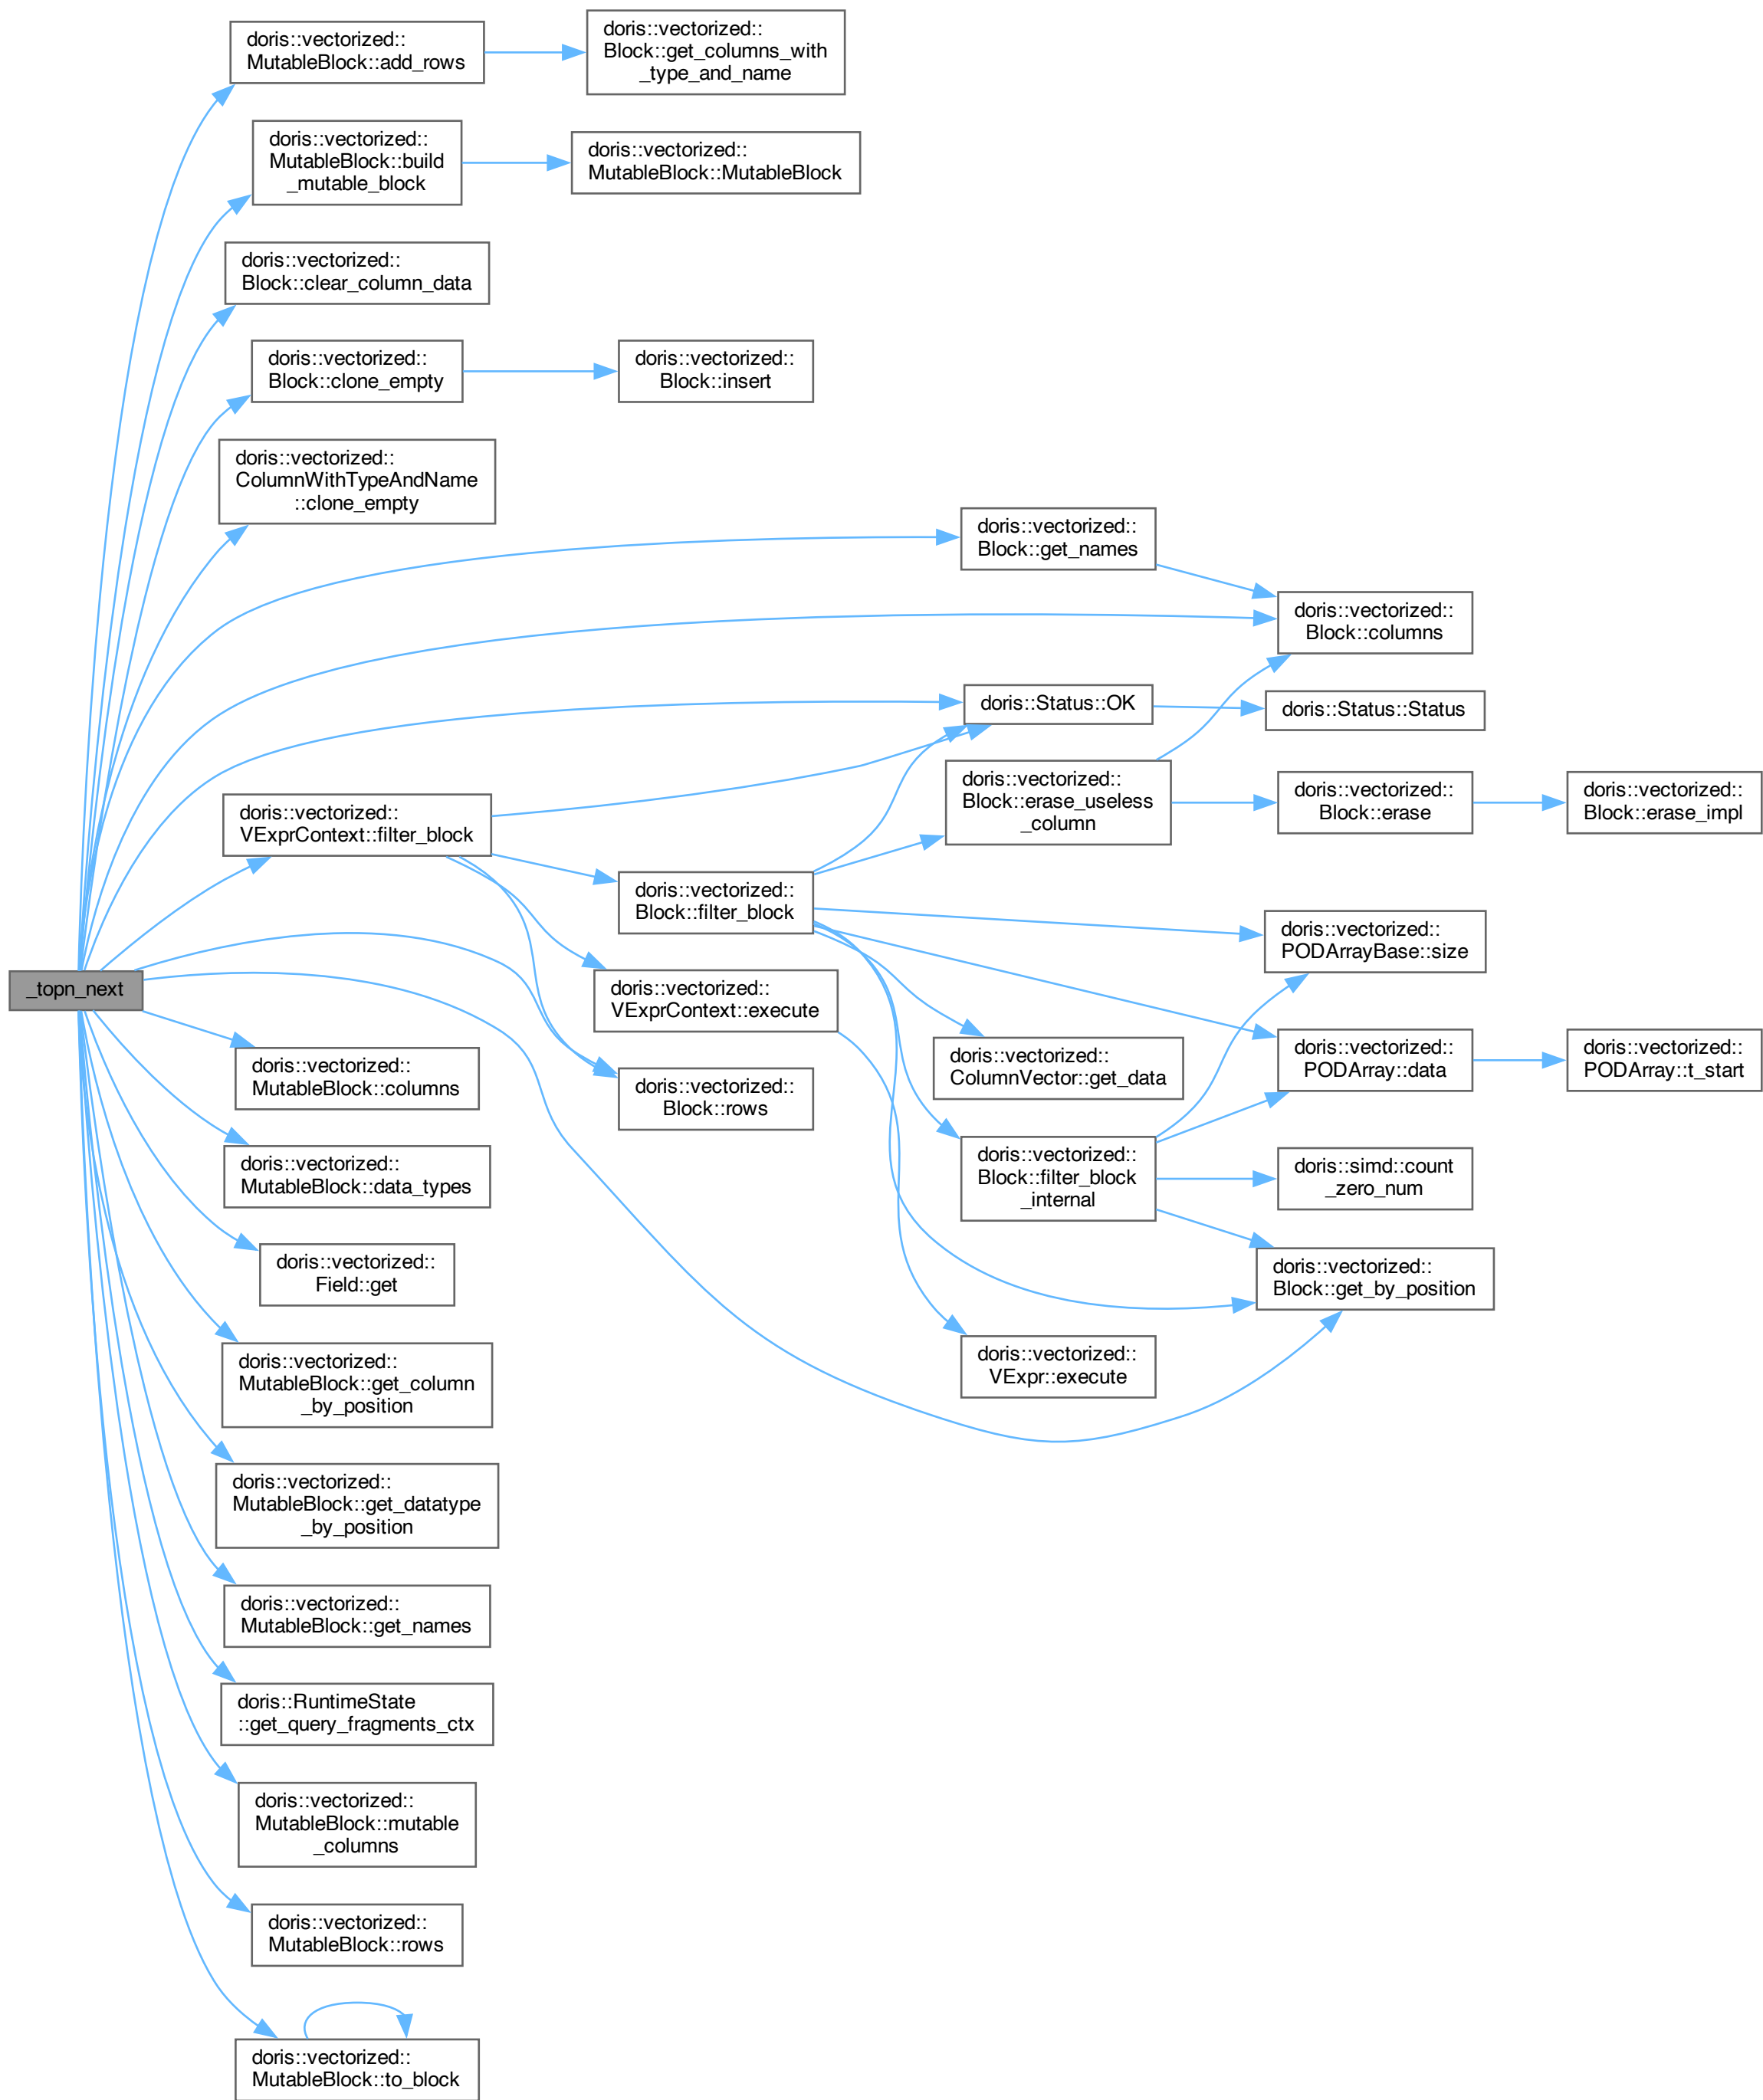 doris::vectorized::
MutableBlock::add_rows
doris::vectorized::
Block::get_columns_with
_type_and_name
doris::vectorized::
MutableBlock::build
_mutable_block
doris::vectorized::
MutableBlock::MutableBlock
doris::vectorized::
Block::clear_column_data
doris::vectorized::
Block::clone_empty
doris::vectorized::
Block::insert
doris::vectorized::
ColumnWithTypeAndName
::clone_empty
doris::vectorized::
Block::get_names
doris::vectorized::
Block::columns
doris::Status::OK
doris::Status::Status
doris::vectorized::
VExprContext::filter_block
doris::vectorized::
Block::erase_useless
_column
doris::vectorized::
Block::erase
doris::vectorized::
Block::erase_impl
doris::vectorized::
Block::filter_block
doris::vectorized::
PODArrayBase::size
_topn_next
doris::vectorized::
VExprContext::execute
doris::vectorized::
ColumnVector::get_data
doris::vectorized::
PODArray::data
doris::vectorized::
PODArray::t_start
doris::vectorized::
MutableBlock::columns
doris::vectorized::
Block::rows
doris::vectorized::
MutableBlock::data_types
doris::vectorized::
Block::filter_block
_internal
doris::simd::count
_zero_num
doris::vectorized::
Field::get
doris::vectorized::
Block::get_by_position
doris::vectorized::
MutableBlock::get_column
_by_position
doris::vectorized::
VExpr::execute
doris::vectorized::
MutableBlock::get_datatype
_by_position
doris::vectorized::
MutableBlock::get_names
doris::RuntimeState
::get_query_fragments_ctx
doris::vectorized::
MutableBlock::mutable
_columns
doris::vectorized::
MutableBlock::rows
doris::vectorized::
MutableBlock::to_block